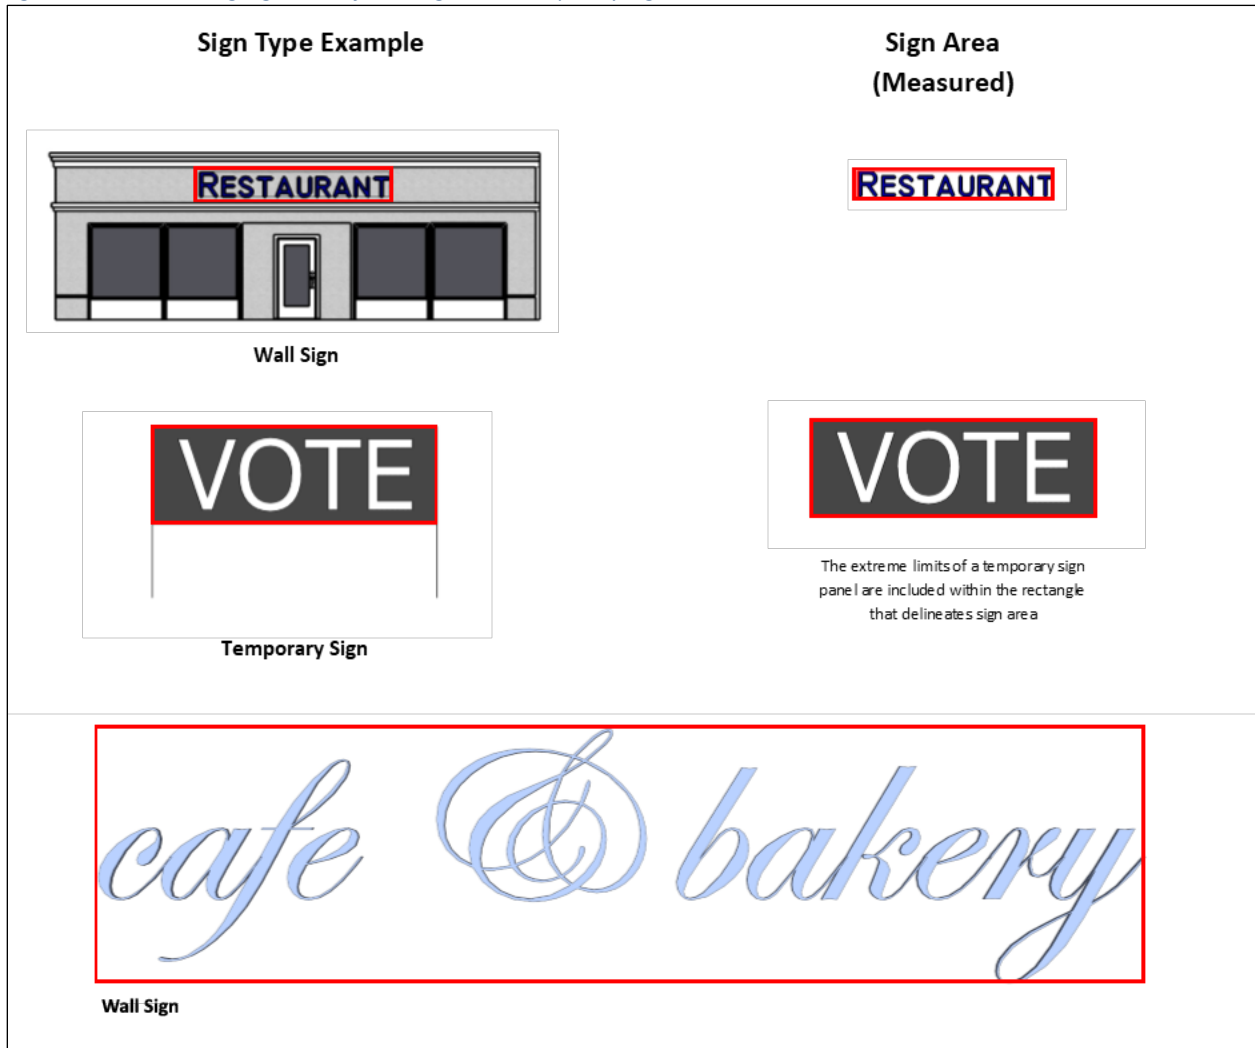 Sign Type Example
Sign Area
(Measured)
RESTAURANT
RESTAURANT
Wall Sign
VOTE
VOTE
The extreme limits of a temporary sign
panel are included within the rectangle
that delineates sign area
Temporary Sign
cafe & bakery
Wall Sign